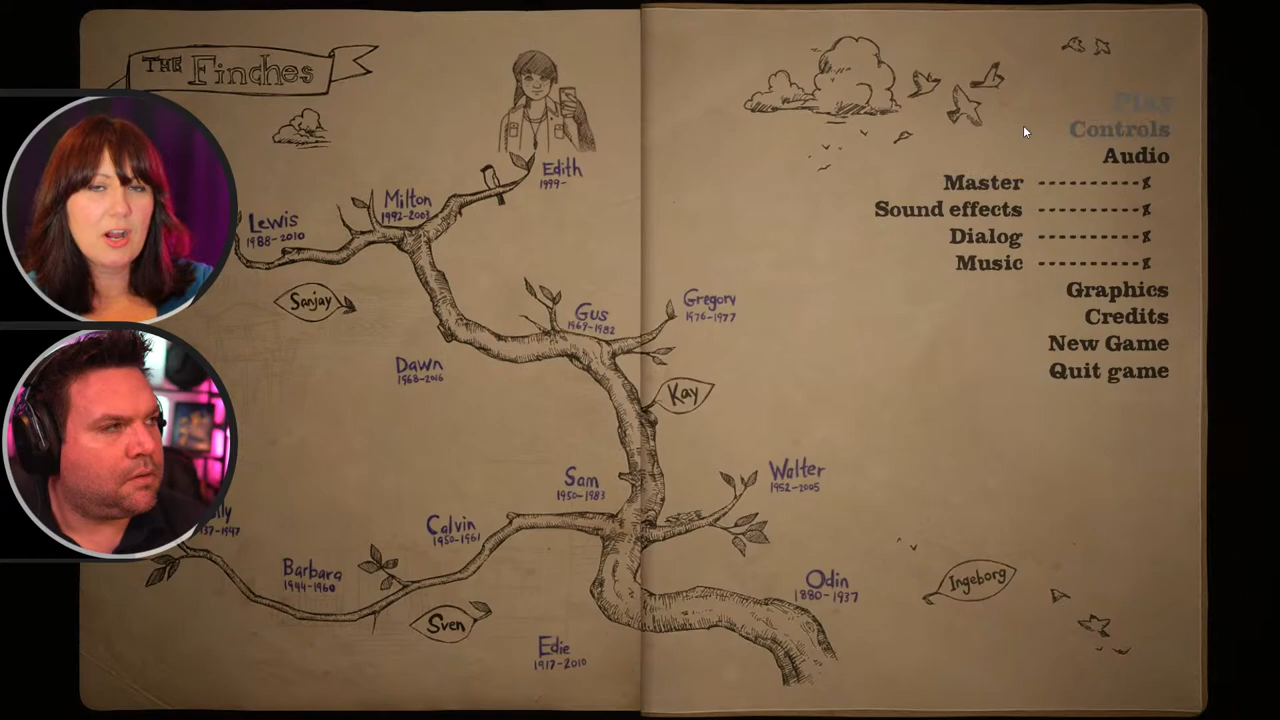 THE Finches
Edith
1999-
Play
Controls
Audio
Master
Sound effects
Dialog
Music
Graphics
Credits
New Game
Quit game
Milton
1992-2003
Lewis
1988-2010
Sanjay
Gus
1969-1982
Gregory
1976-1977
Dawn
1968-2016
Kay
Sam
1950-1983
Walter
1952-2005
Calvin
1950-1961
Barbara
1944-1960
Sven
Edie
1917-2010
Odin
1880-1937
Ingeborg